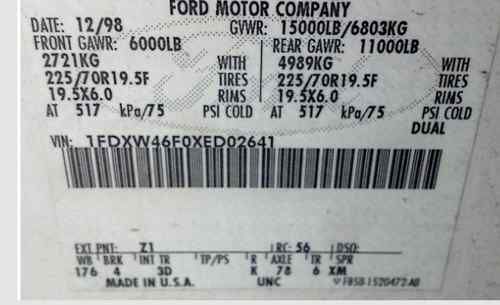 FORD MOTOR COMPANY
DATE: 12/98 GVWR: 15000LB/6803KG
FRONT GAWR: 6000LB REAR GAWR: 11000LB
2721KG WITH 4989KG WITH
225/70R19.5F TIRES 225/70R19.5F TIRES
19.5X6.0 RIMS 19.5X6.0 RIMS
AT 517 kPa/75 PSI COLD AT 517 kPa/75 PSI COLD
DUAL
VIN: 1FDXW46F0XED02641
EXT PNT: Z1 RC: 56 DSO:
WB BRK INT TR TP/PS R AXLE TR SPR
176 4 3D K 78 6 XM
MADE IN U.S.A. UNC